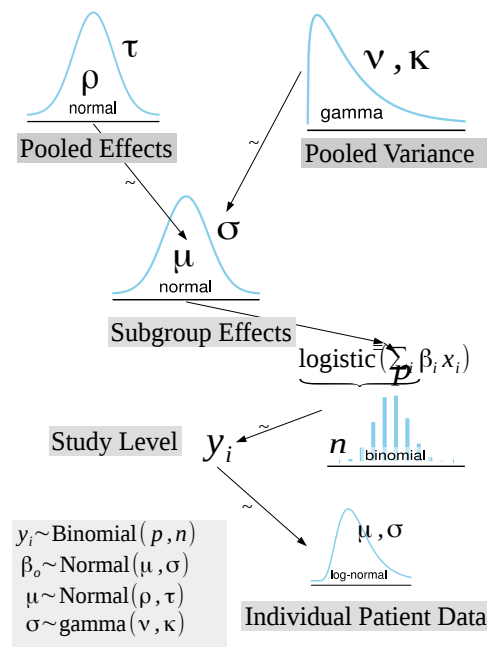 τ
ρ
normal
Pooled Effects
ν , κ
gamma
Pooled Variance
~
~
σ
μ
normal
Subgroup Effects
=
logistic(∑ᵢ βᵢ xᵢ)
p
~
Study Level
yᵢ
n
binomial
~
μ , σ
log-normal
Individual Patient Data
yᵢ~Binomial(p , n)
βₒ~Normal(μ , σ)
μ~Normal(ρ , τ)
σ~gamma(ν , κ)